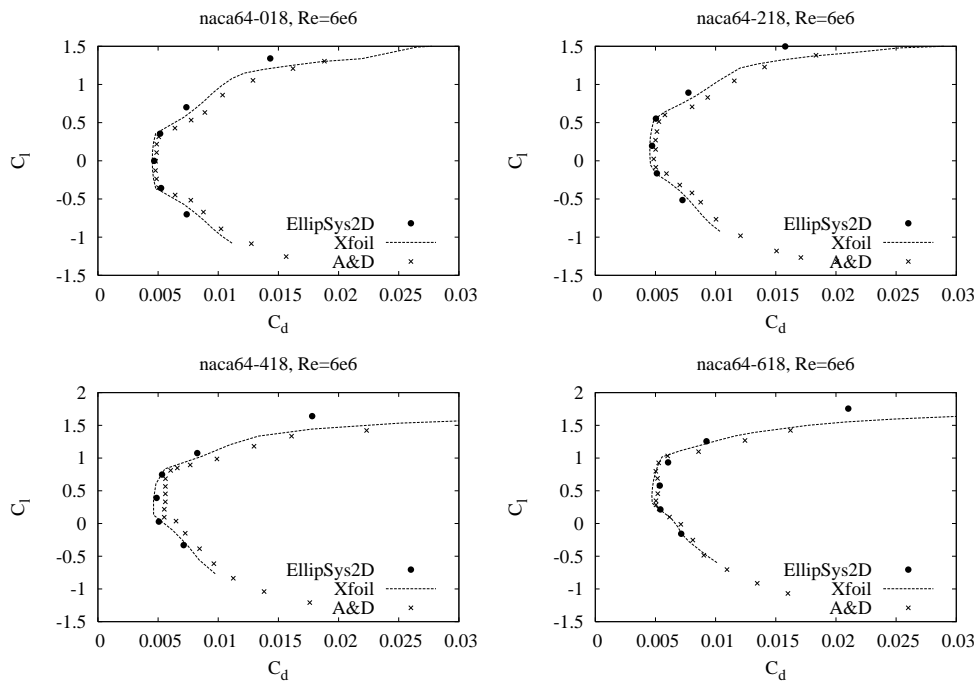 naca64-018, Re=6e6
1.5
1
0.5
0
-0.5
-1
-1.5
C_l
EllipSys2D
Xfoil
A&D
0 0.005 0.01 0.015 0.02 0.025 0.03
C_d
naca64-218, Re=6e6
1.5
1
0.5
0
-0.5
-1
-1.5
C_l
EllipSys2D
Xfoil
A&D
0 0.005 0.01 0.015 0.02 0.025 0.03
C_d
naca64-418, Re=6e6
2
1.5
1
0.5
0
-0.5
-1
-1.5
C_l
EllipSys2D
Xfoil
A&D
0 0.005 0.01 0.015 0.02 0.025 0.03
C_d
naca64-618, Re=6e6
2
1.5
1
0.5
0
-0.5
-1
-1.5
C_l
EllipSys2D
Xfoil
A&D
0 0.005 0.01 0.015 0.02 0.025 0.03
C_d